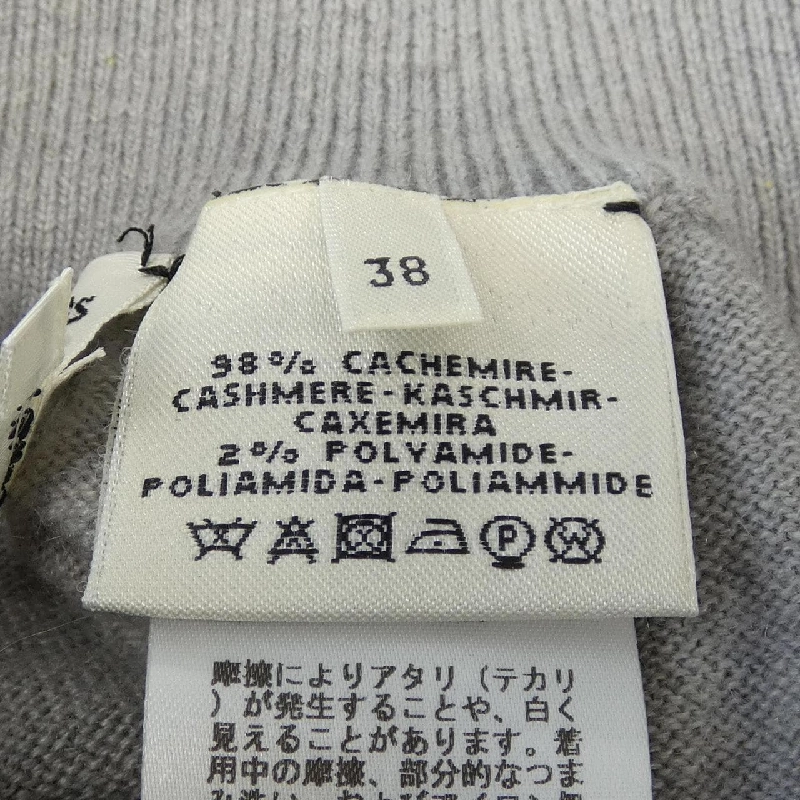 38
98% CACHEMIRE-
CASHMERE-KASCHMIR-
CAXEMIRA
2% POLYAMIDE-
POLIAMIDA-POLIAMMIDE
P W
摩擦によりアタリ（テカリ
）が発生することや、白く
見えることがあります。着
用中の摩擦、部分的なつま